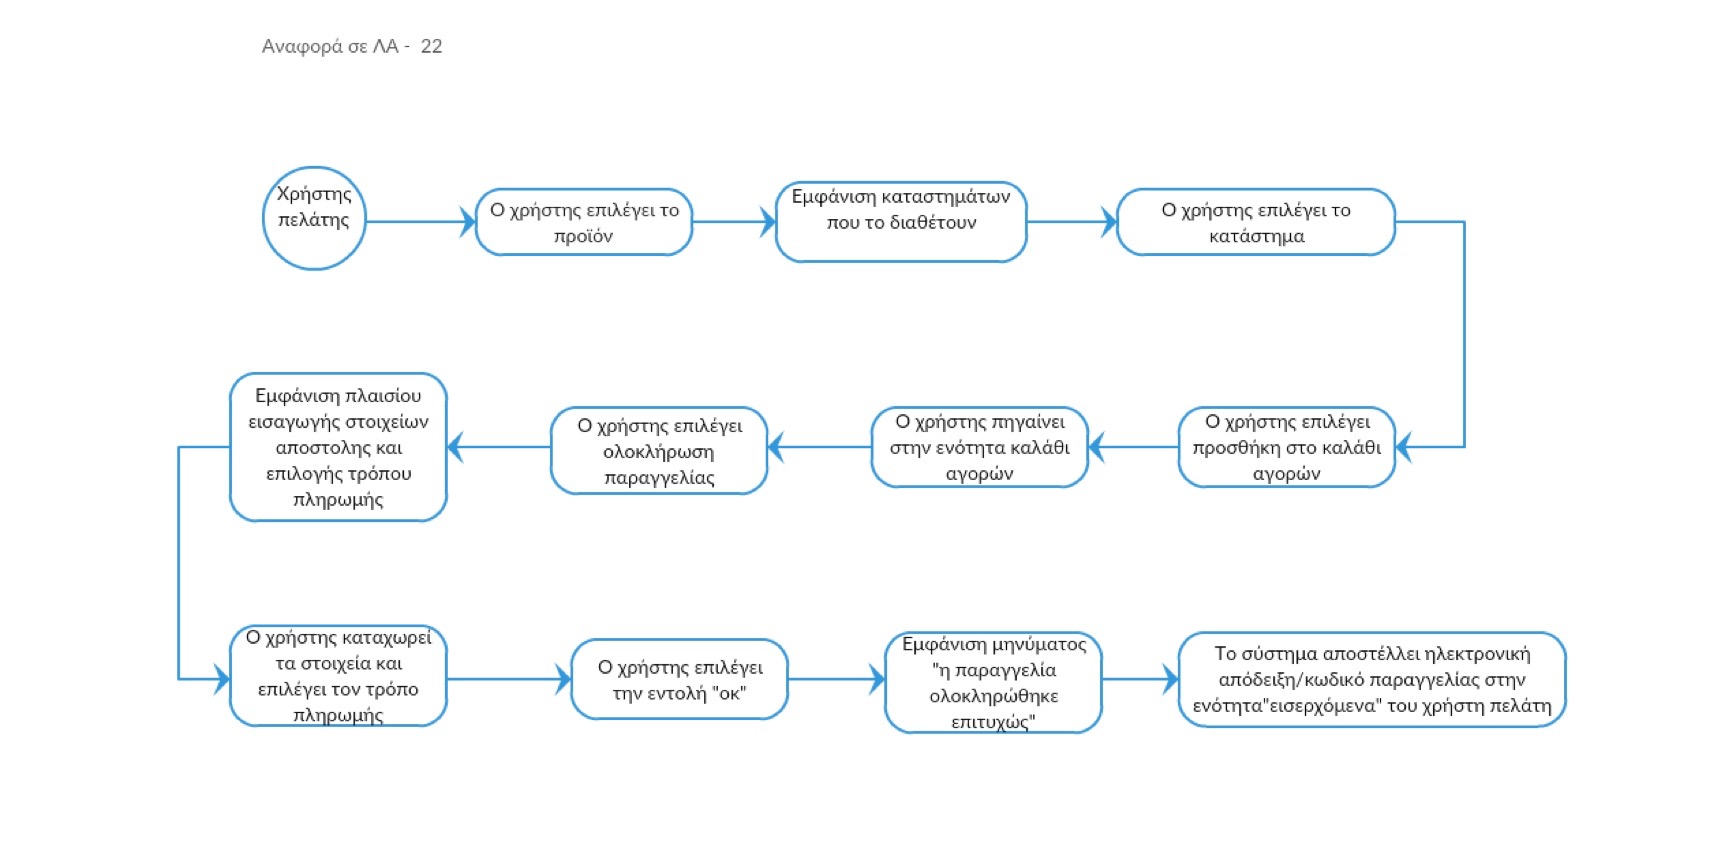 Αναφορά σε ΛΑ -  22
Χρήστης
πελάτης
Ο χρήστης επιλέγει το
προϊόν
Εμφάνιση καταστημάτων
που το διαθέτουν
Ο χρήστης επιλέγει το
κατάστημα
Ο χρήστης επιλέγει
προσθήκη στο καλάθι
αγορών
Ο χρήστης πηγαίνει
στην ενότητα καλάθι
αγορών
Ο χρήστης επιλέγει
ολοκλήρωση
παραγγελίας
Εμφάνιση πλαισίου
εισαγωγής στοιχείων
αποστολης και
επιλογής τρόπου
πληρωμής
Ο χρήστης καταχωρεί
τα στοιχεία και
επιλέγει τον τρόπο
πληρωμής
Ο χρήστης επιλέγει
την εντολή "οκ"
Εμφάνιση μηνύματος
"η παραγγελία
ολοκληρώθηκε
επιτυχώς"
Το σύστημα αποστέλλει ηλεκτρονική
απόδειξη/κωδικό παραγγελίας στην
ενότητα"εισερχόμενα" του χρήστη πελάτη